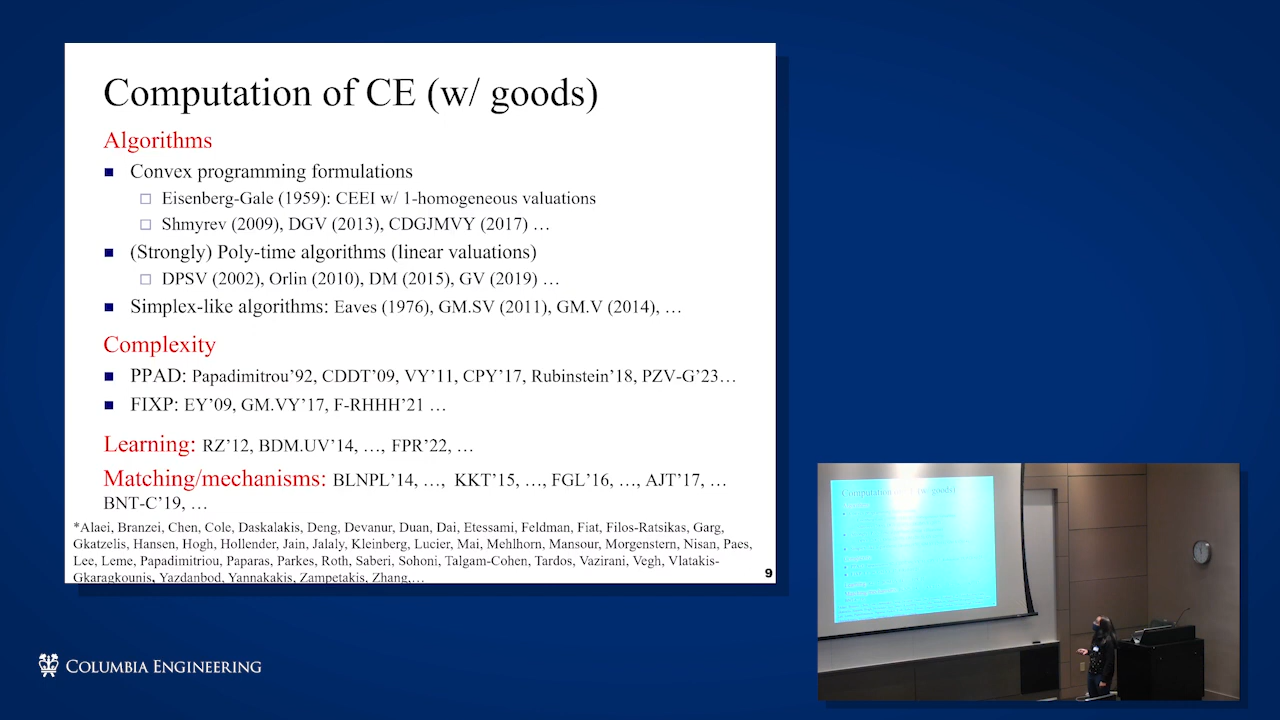 Computation of CE (w/ goods)
Algorithms
Convex programming formulations
Eisenberg-Gale (1959): CEEI w/ 1-homogeneous valuations
Shmyrev (2009), DGV (2013), CDGJMVY (2017) …
(Strongly) Poly-time algorithms (linear valuations)
DPSV (2002), Orlin (2010), DM (2015), GV (2019) …
Simplex-like algorithms: Eaves (1976), GM.SV (2011), GM.V (2014), …
Complexity
PPAD: Papadimitrou’92, CDDT’09, VY’11, CPY’17, Rubinstein’18, PZV-G’23…
FIXP: EY’09, GM.VY’17, F-RHHH’21 …
Learning: RZ’12, BDM.UV’14, …, FPR’22, …
Matching/mechanisms: BLNPL’14, …, KKT’15, …, FGL’16, …, AJT’17, …
BNT-C’19, …
*Alaei, Branzei, Chen, Cole, Daskalakis, Deng, Devanur, Duan, Dai, Etessami, Feldman, Fiat, Filos-Ratsikas, Garg,
Gkatzelis, Hansen, Hogh, Hollender, Jain, Jalaly, Kleinberg, Lucier, Mai, Mehlhorn, Mansour, Morgenstern, Nisan, Paes,
Lee, Leme, Papadimitriou, Paparas, Parkes, Roth, Saberi, Sohoni, Talgam-Cohen, Tardos, Vazirani, Vegh, Vlatakis-
Gkaragkounis, Yazdanbod, Yannakakis, Zampetakis, Zhang,…
9
COLUMBIA ENGINEERING